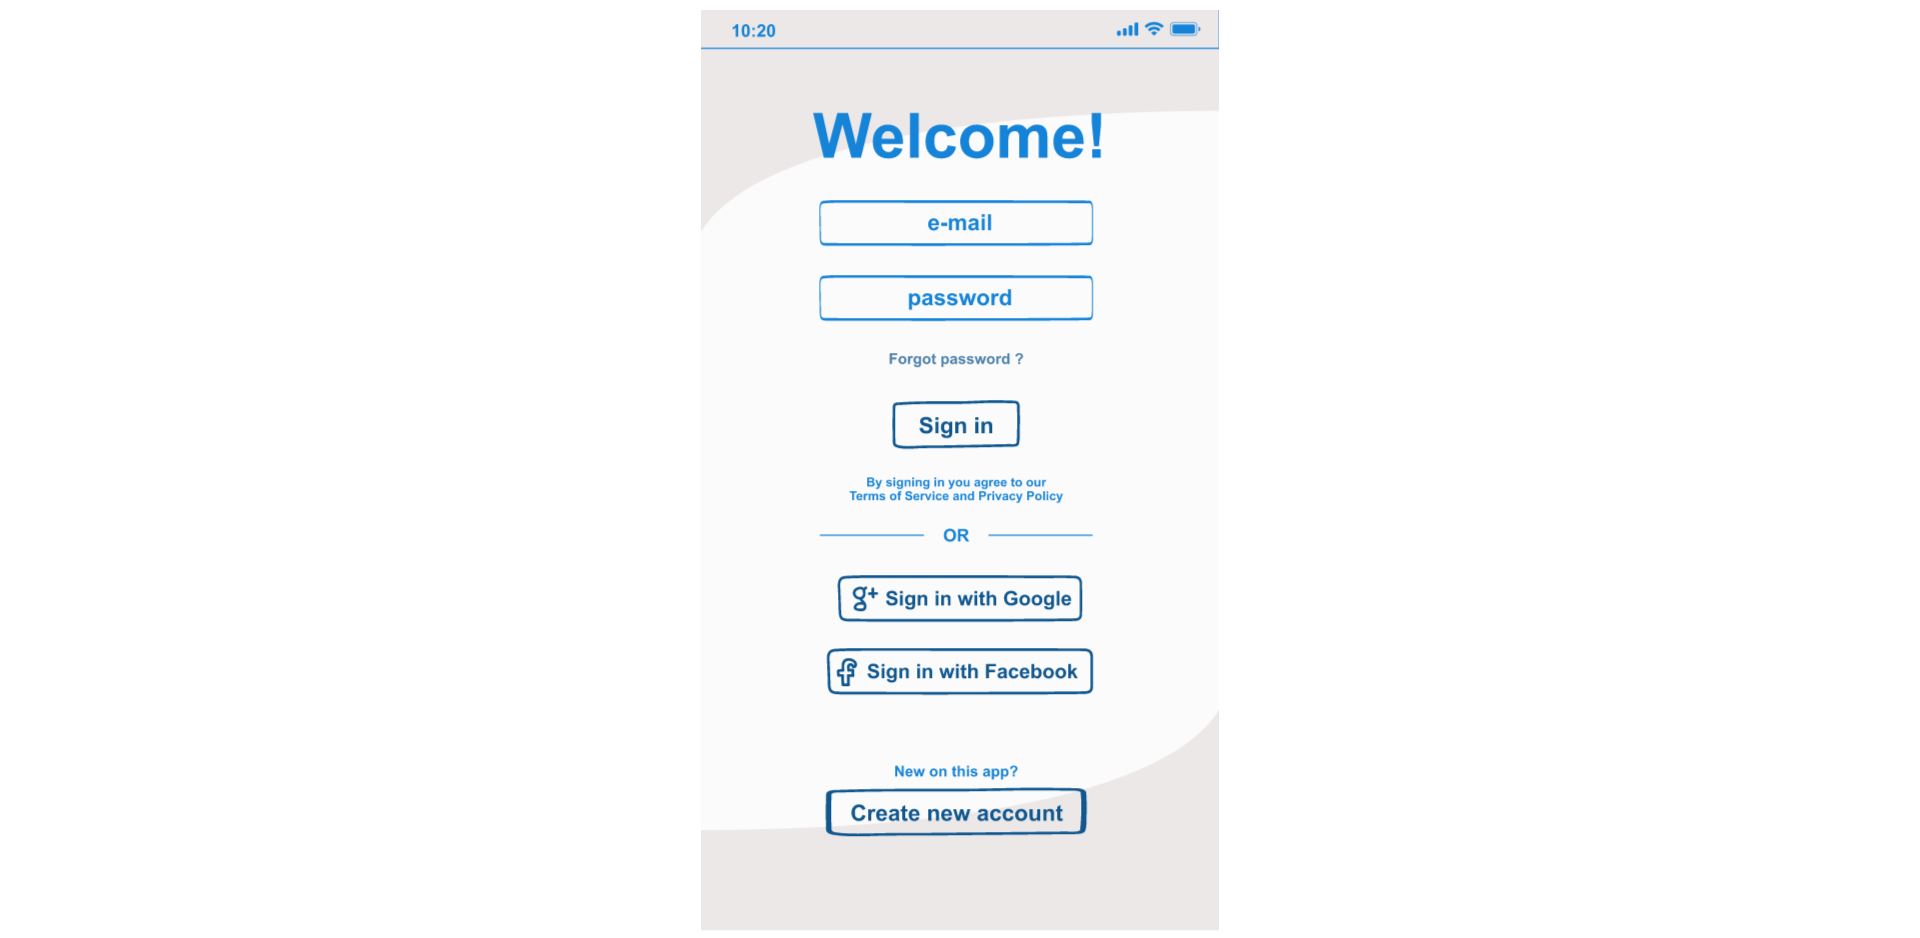 10:20
Welcome!
e-mail
password
Forgot password ?
Sign in
By signing in you agree to our
Terms of Service and Privacy Policy
OR
g+ Sign in with Google
f Sign in with Facebook
New on this app?
Create new account